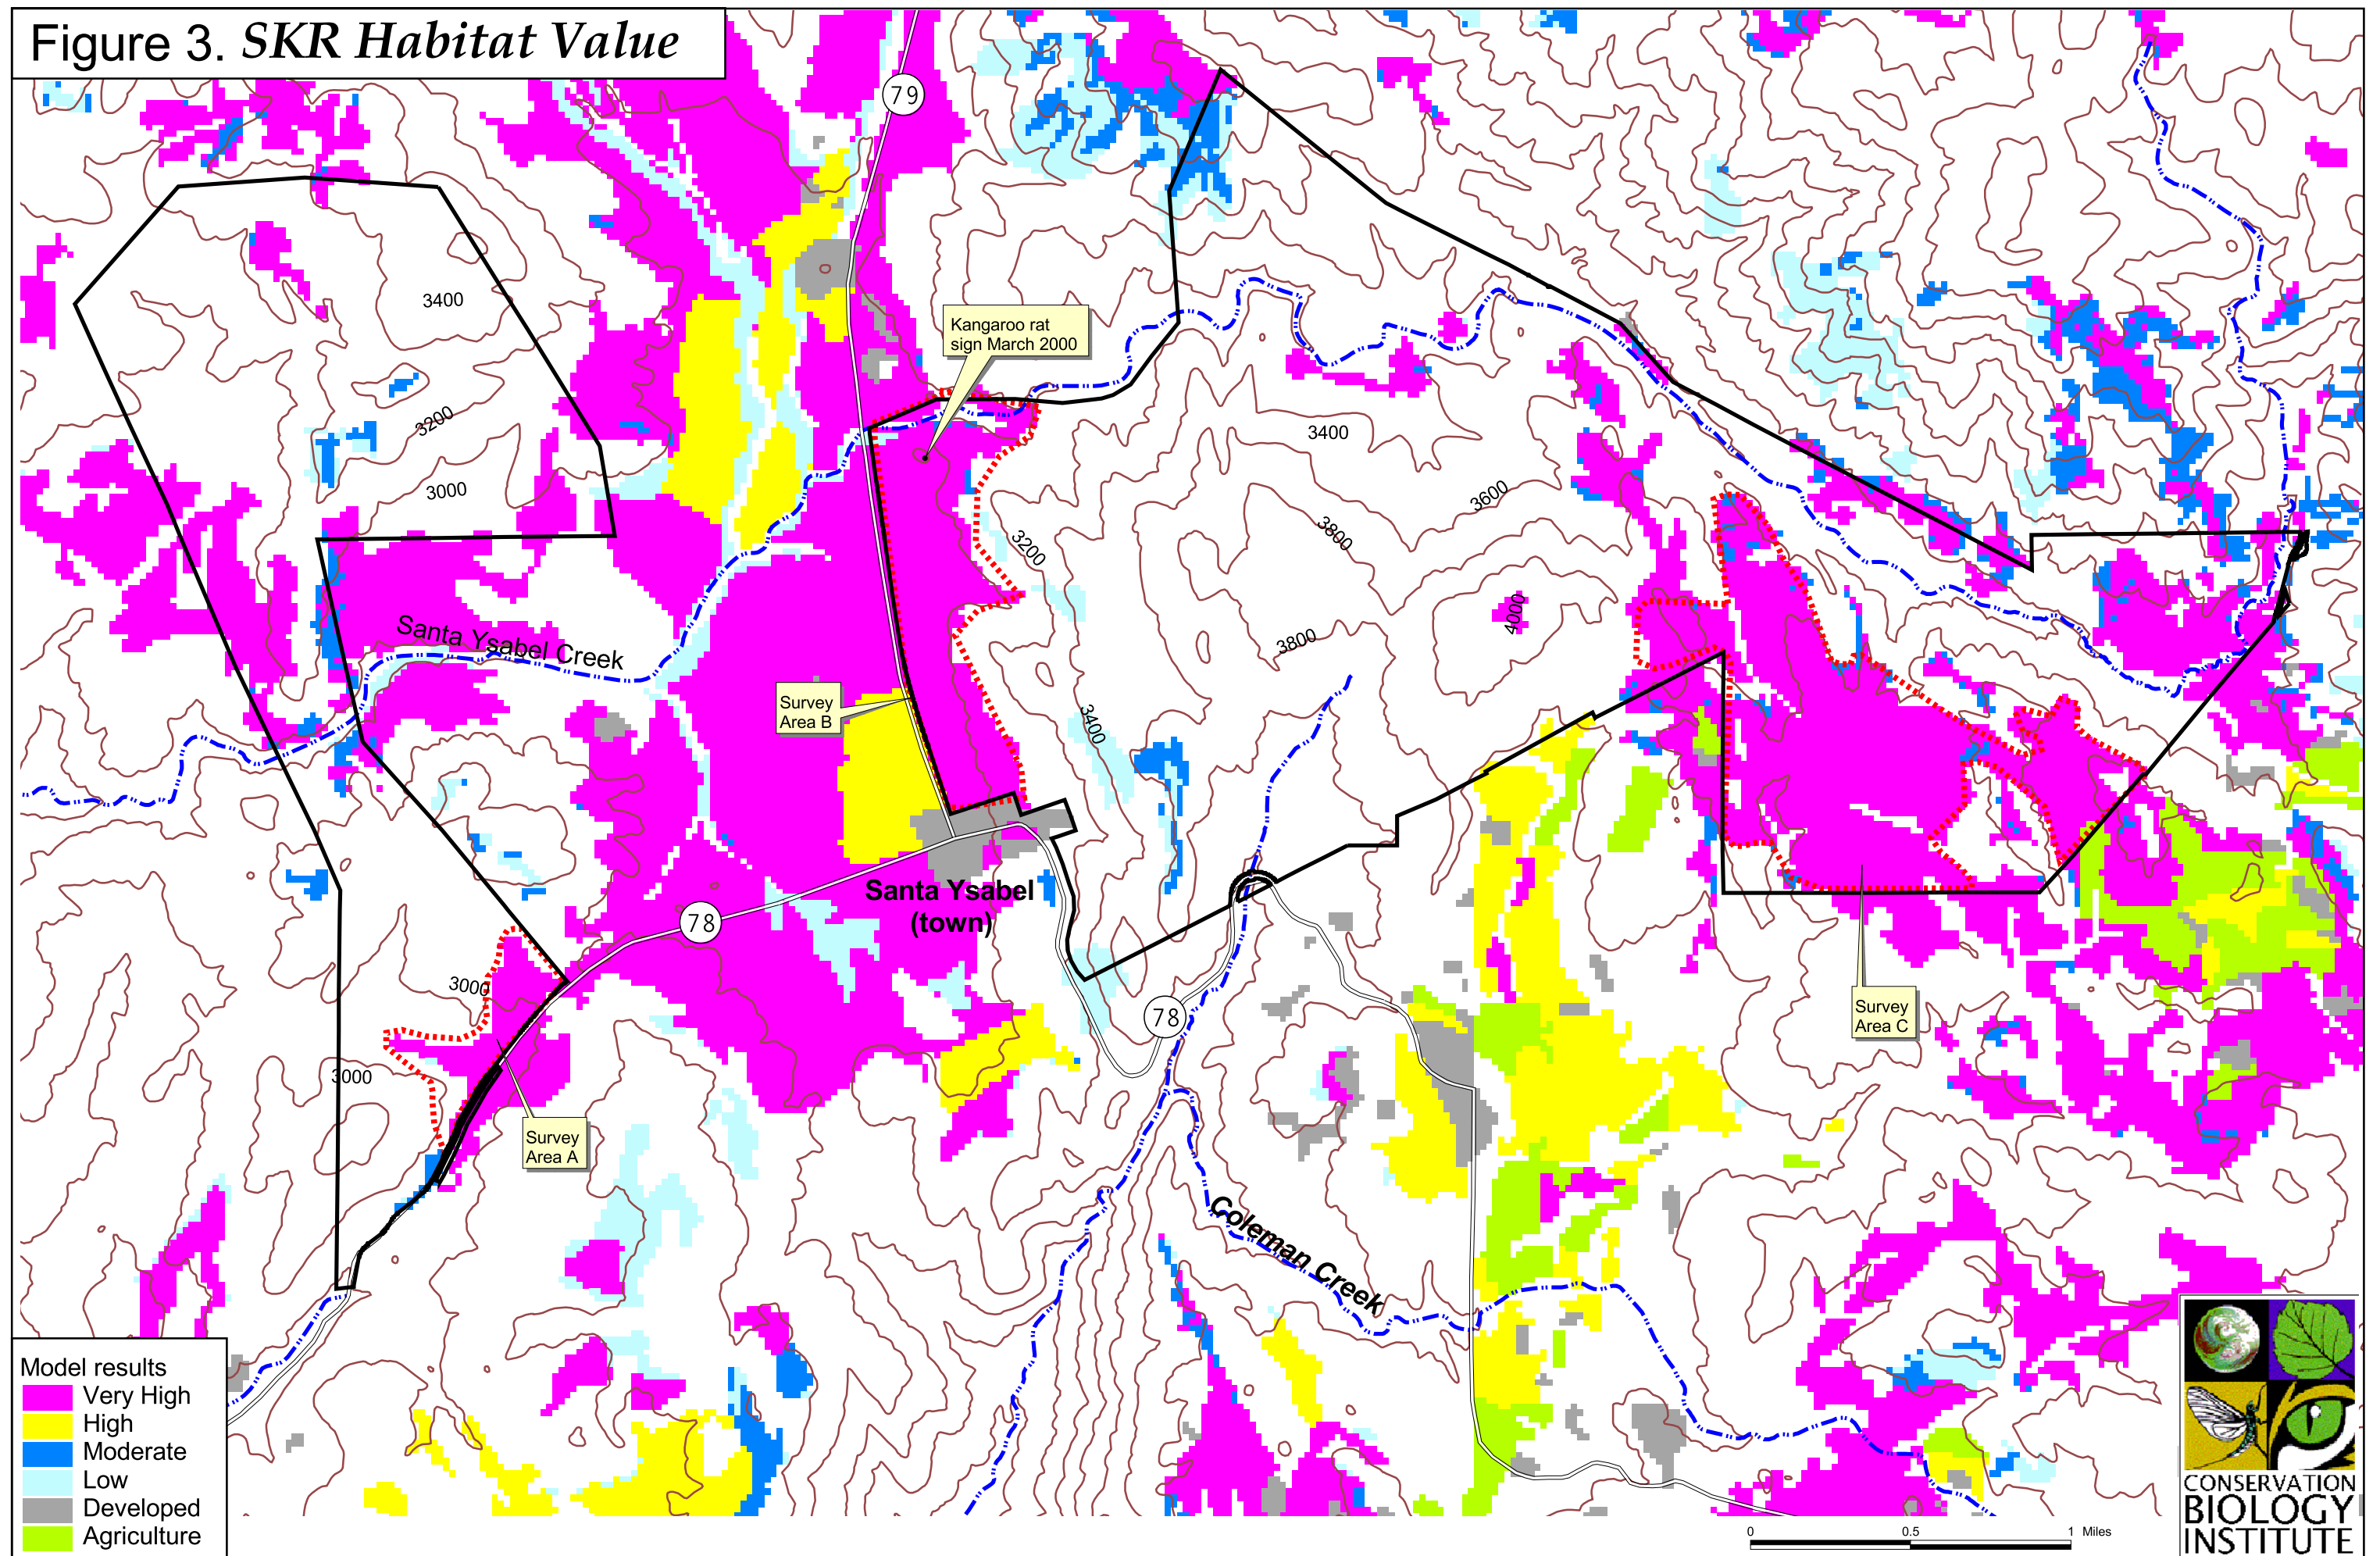 Figure 3. SKR Habitat Value
79
3400
Kangaroo rat
sign March 2000
3200
3400
3000
3600
3800
3200
4000
Santa Ysabel Creek
3800
Survey
Area B
3400
Santa Ysabel
(town)
78
3000
78
Survey
Area C
3000
Survey
Area A
Coleman Creek
Model results
Very High
High
Moderate
Low
Developed
Agriculture
0 0.5 1 Miles
CONSERVATION
BIOLOGY
INSTITUTE